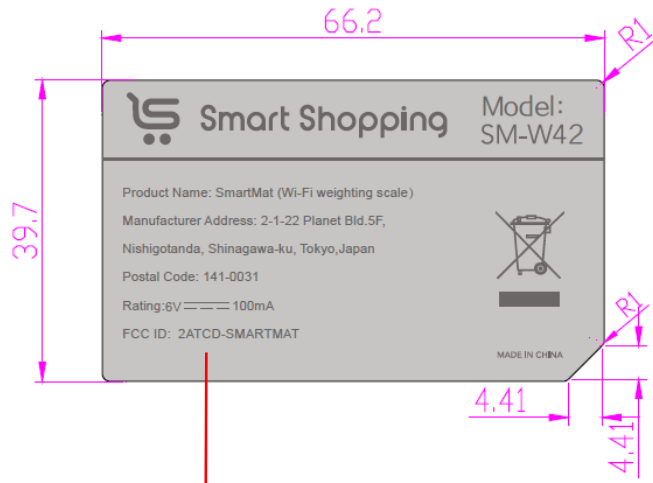 66.2
R1
39.7
Smart Shopping
Model:
SM-W42
Product Name: SmartMat (Wi-Fi weighting scale)
Manufacturer Address: 2-1-22 Planet Bld.5F,
Nishigotanda, Shinagawa-ku, Tokyo,Japan
Postal Code: 141-0031
Rating:6V 100mA
FCC ID: 2ATCD-SMARTMAT
R1
MADE IN CHINA
4.41
4.41